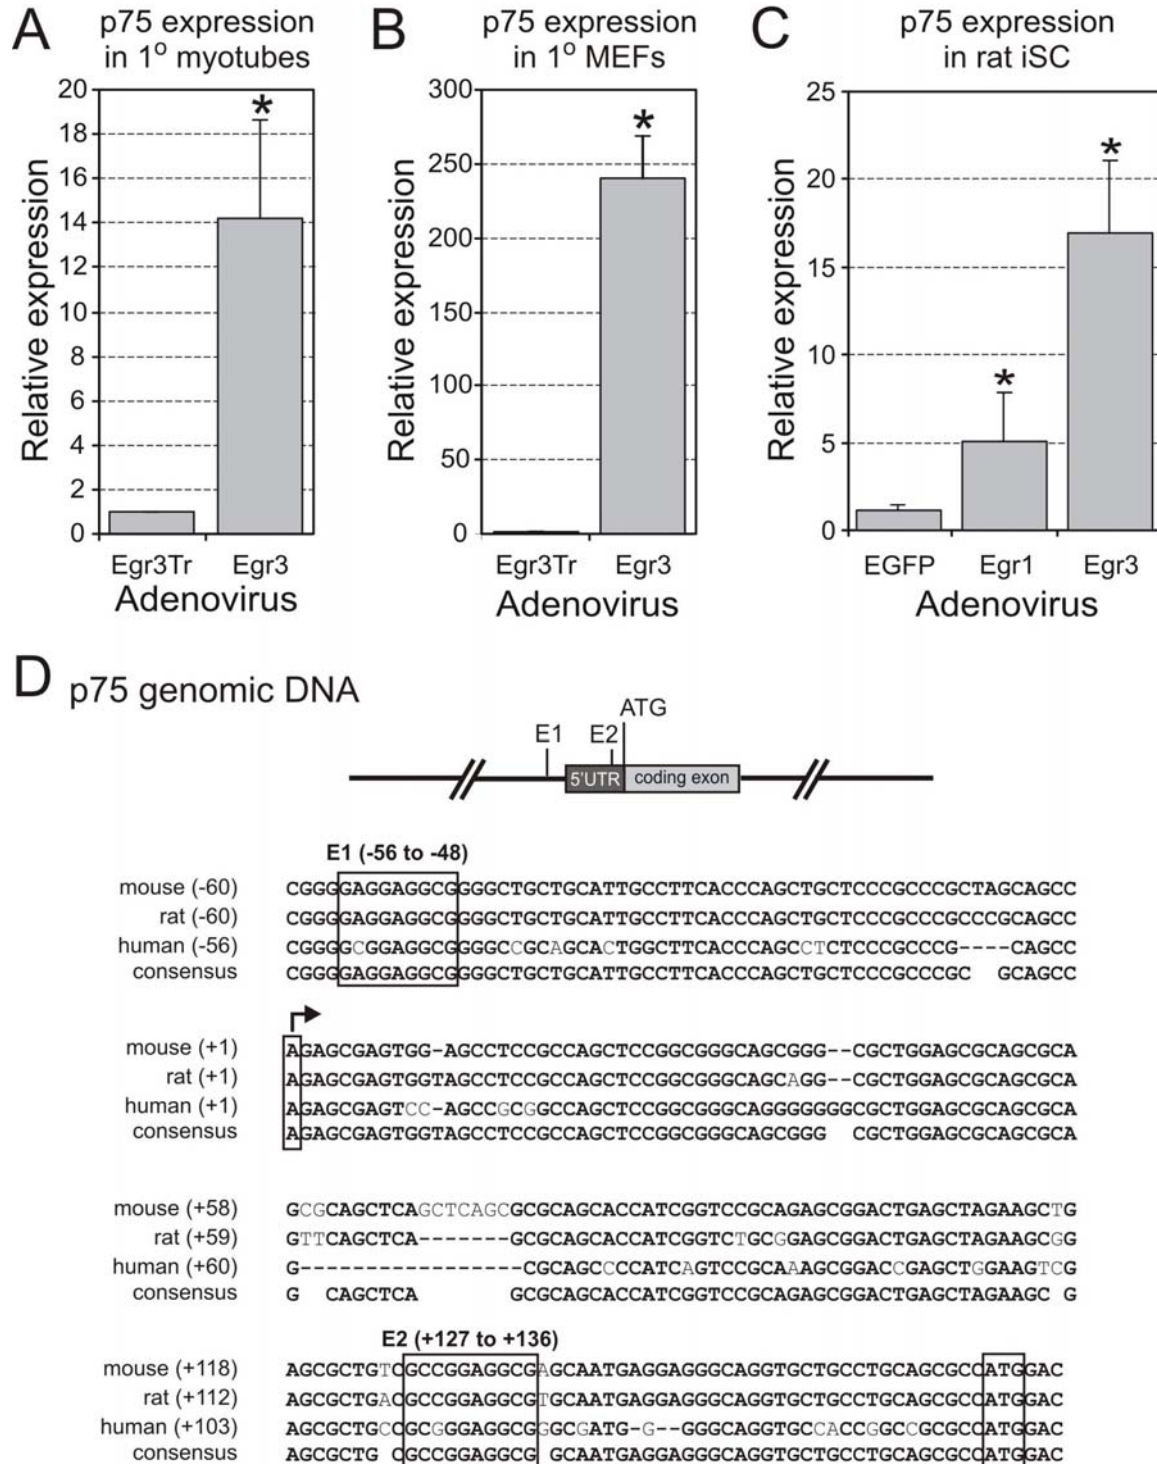 A p75 expression in 1° myotubes
20
18
16
14
12
10
8
6
4
2
0
Relative expression
*
Egr3Tr Egr3
Adenovirus
B p75 expression in 1° MEFs
300
250
200
150
100
50
0
Relative expression
*
Egr3Tr Egr3
Adenovirus
C p75 expression in rat iSC
25
20
15
10
5
0
Relative expression
*
*
EGFP Egr1 Egr3
Adenovirus
D p75 genomic DNA
E1 E2 ATG
5'UTR coding exon
E1 (-56 to -48)
mouse (-60) CGGGGAGGAGGCGGGGCTGCTGCATTGCCTTCACCCAGCTGCTCCCGCCCGCTAGCAGCC
rat (-60) CGGGGAGGAGGCGGGGCTGCTGCATTGCCTTCACCCAGCTGCTCCCGCCCGCCCGCAGCC
human (-56) CGGGGCGGAGGCGGGGCCGCAGCACTGGCTTCACCCAGCCTCTCCCGCCCG----CAGCC
consensus CGGGGAGGAGGCGGGGCTGCTGCATTGCCTTCACCCAGCTGCTCCCGCCCGC GCAGCC
mouse (+1) AGAGCGAGTGG-AGCCTCCGCCAGCTCCGGCGGGCAGCGGG--CGCTGGAGCGCAGCGCA
rat (+1) AGAGCGAGTGGTAGCCTCCGCCAGCTCCGGCGGGCAGCAGG--CGCTGGAGCGCAGCGCA
human (+1) AGAGCGAGTCC-AGCCGCGGCCAGCTCCGGCGGGCAGGGGGGGCGCTGGAGCGCAGCGCA
consensus AGAGCGAGTGGTAGCCTCCGCCAGCTCCGGCGGGCAGCGGG CGCTGGAGCGCAGCGCA
mouse (+58) GCGCAGCTCAGCTCAGCGCGCAGCACCATCGGTCCGCAGAGCGGACTGAGCTAGAAGCTG
rat (+59) GTTCAGCTCA-------GCGCAGCACCATCGGTCTGCGGAGCGGACTGAGCTAGAAGCGG
human (+60) G-----------------CGCAGCCCCATCAGTCCGCAAAGCGGACCGAGCTGGAAGTCG
consensus G CAGCTCA GCGCAGCACCATCGGTCCGCAGAGCGGACTGAGCTAGAAGC G
E2 (+127 to +136)
mouse (+118) AGCGCTGTCGCCGGAGGCGAGCAATGAGGAGGGCAGGTGCTGCCTGCAGCGCCATGGAC
rat (+112) AGCGCTGACGCCGGAGGCGTGCAATGAGGAGGGCAGGTGCTGCCTGCAGCGCCATGGAC
human (+103) AGCGCTGCCGCGGGAGGCGGGCGATG-G--GGGCAGGTGCCACCGGCCGCGCCATGGAC
consensus AGCGCTG CGCCGGAGGCG GCAATGAGGAGGGCAGGTGCTGCCTGCAGCGCCATGGAC